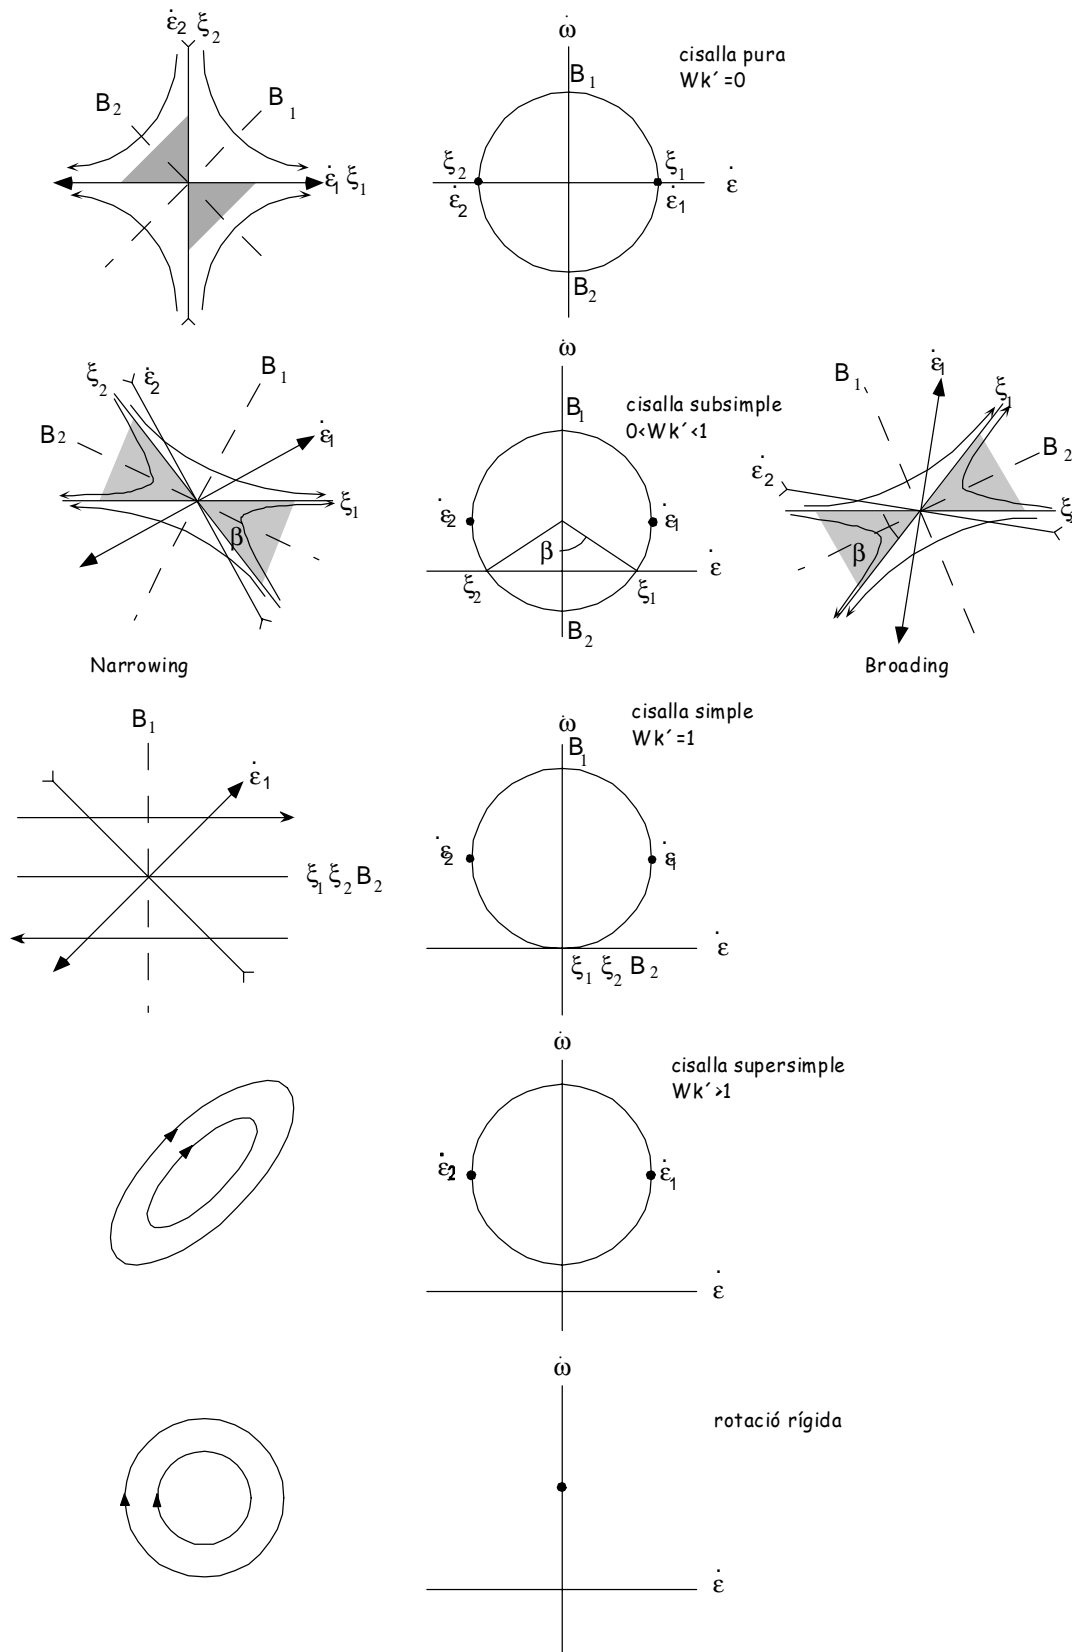 ε̇₂ ξ₂
B₂
B₁
ε̇₁ ξ₁
ω̇
B₁
ξ₂
ε̇₂
ξ₁
ε̇₁
ε̇
B₂
cisalla pura
Wk´=0
ξ₂ ε̇₂
B₁
B₂
ε̇₁
ξ₁
β
Narrowing
ω̇
B₁
ε̇₂
ε̇₁
β
ε̇
ξ₂
ξ₁
B₂
cisalla subsimple
0<Wk´<1
B₁
ε̇₁
ξ₁
B₂
ε̇₂
β
Broading
B₁
ε̇₁
ξ₁ ξ₂ B₂
ω̇
B₁
ε̇₂
ε̇₁
ε̇
ξ₁ ξ₂ B₂
cisalla simple
Wk´=1
ω̇
ε̇₂
ε̇₁
ε̇
cisalla supersimple
Wk´>1
ω̇
ε̇
rotació rígida